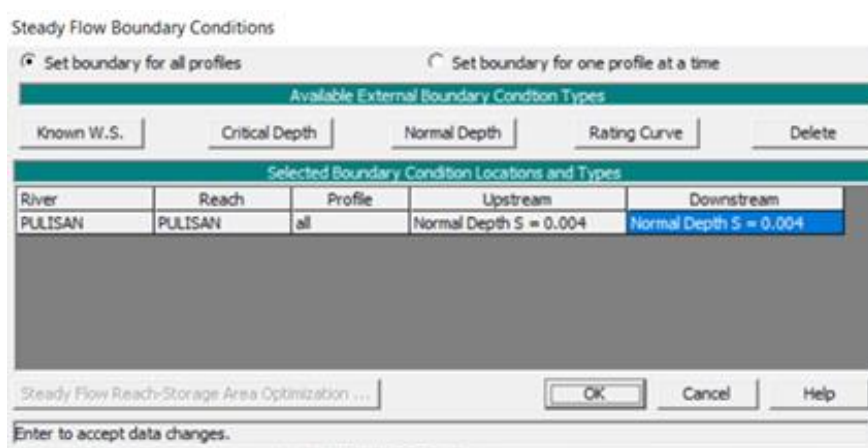 Steady Flow Boundary Conditions
Set boundary for all profiles Set boundary for one profile at a time
Available External Boundary Condtion Types
Known W.S. Critical Depth Normal Depth Rating Curve Delete
Selected Boundary Condition Locations and Types
River Reach Profile Upstream Downstream
PULISAN PULISAN all Normal Depth S = 0.004 Normal Depth S = 0.004
Steady Flow Reach-Storage Area Optimization ... OK Cancel Help
Enter to accept data changes.